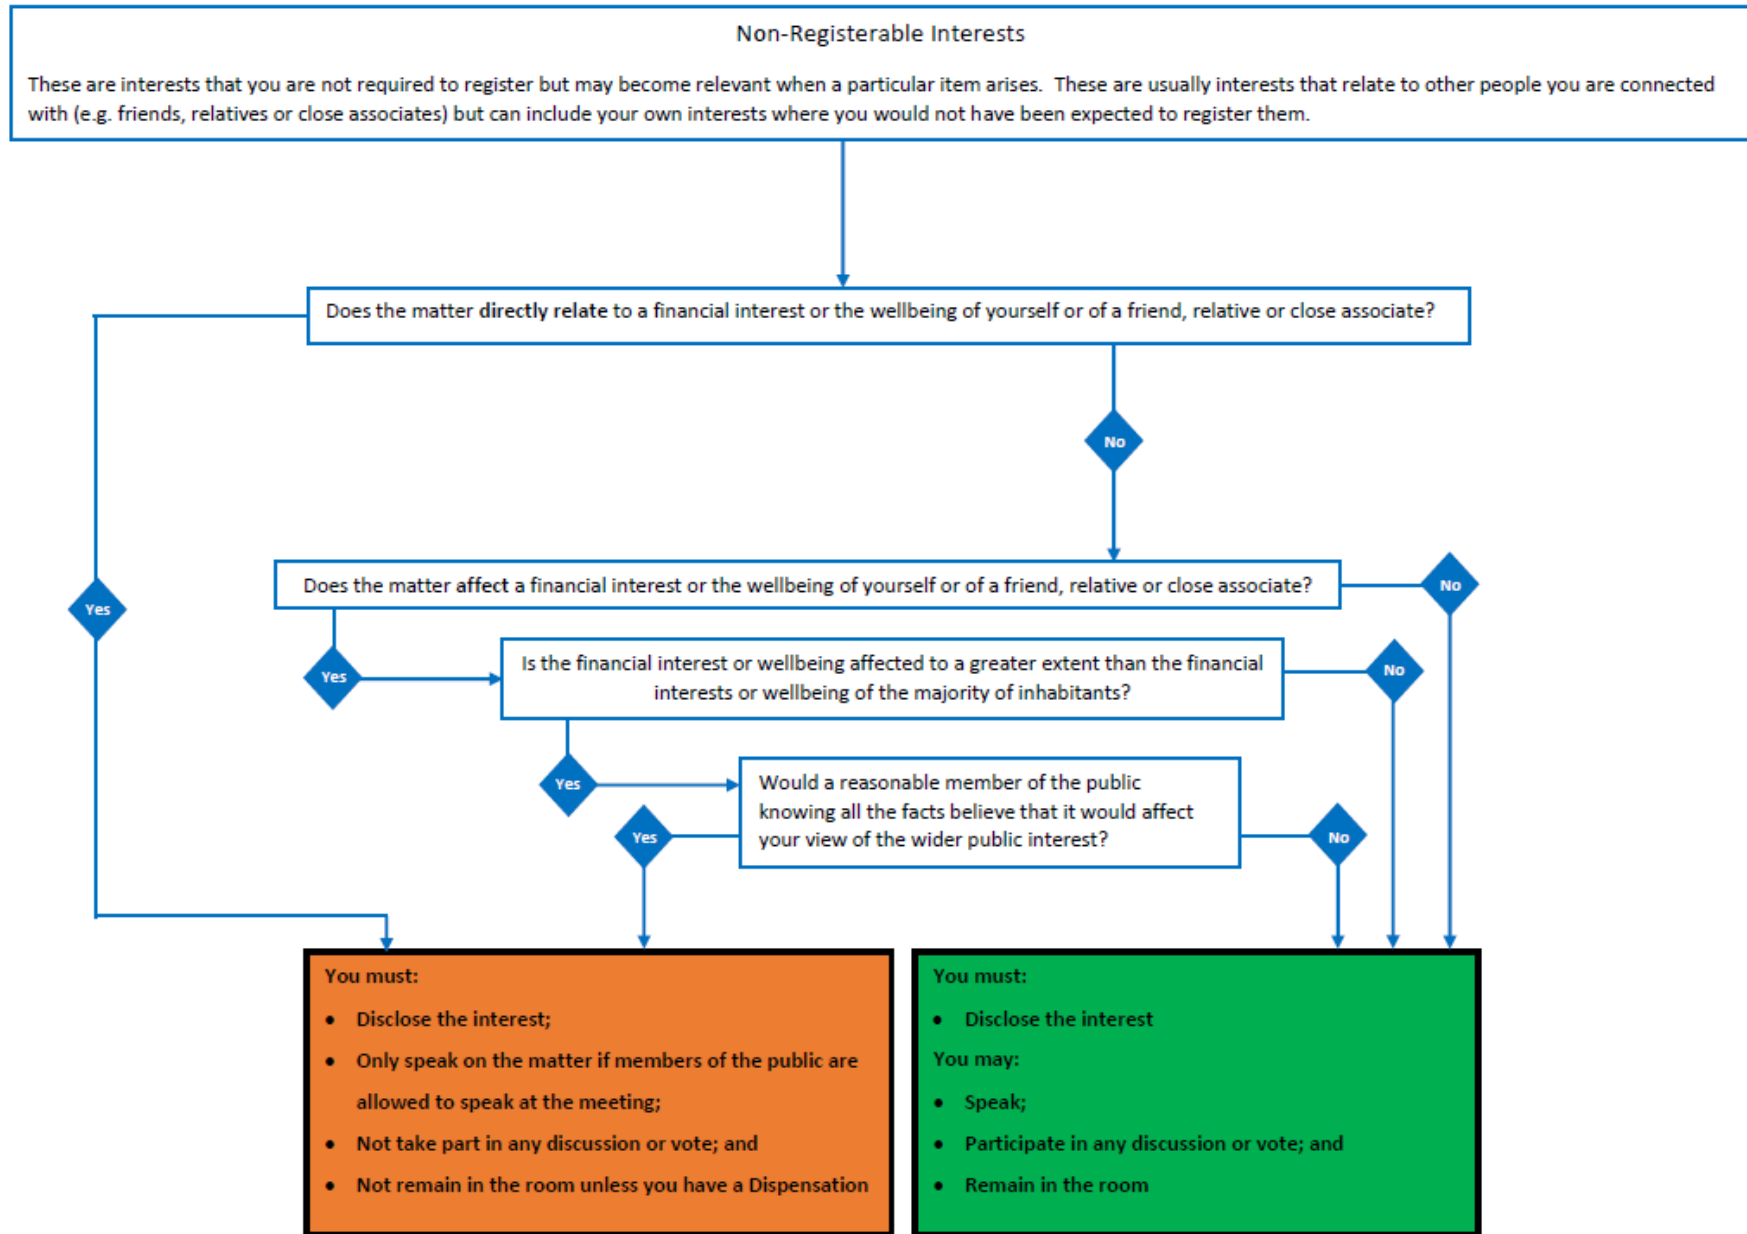 Non-Registerable Interests
These are interests that you are not required to register but may become relevant when a particular item arises.  These are usually interests that relate to other people you are connected
with (e.g. friends, relatives or close associates) but can include your own interests where you would not have been expected to register them.
Does the matter directly relate to a financial interest or the wellbeing of yourself or of a friend, relative or close associate?
No
Does the matter affect a financial interest or the wellbeing of yourself or of a friend, relative or close associate?
No
Yes
Yes
Is the financial interest or wellbeing affected to a greater extent than the financial
interests or wellbeing of the majority of inhabitants?
No
Yes
Would a reasonable member of the public
knowing all the facts believe that it would affect
your view of the wider public interest?
Yes
No
You must:
• Disclose the interest;
• Only speak on the matter if members of the public are
allowed to speak at the meeting;
• Not take part in any discussion or vote; and
• Not remain in the room unless you have a Dispensation
You must:
• Disclose the interest
You may:
• Speak;
• Participate in any discussion or vote; and
• Remain in the room